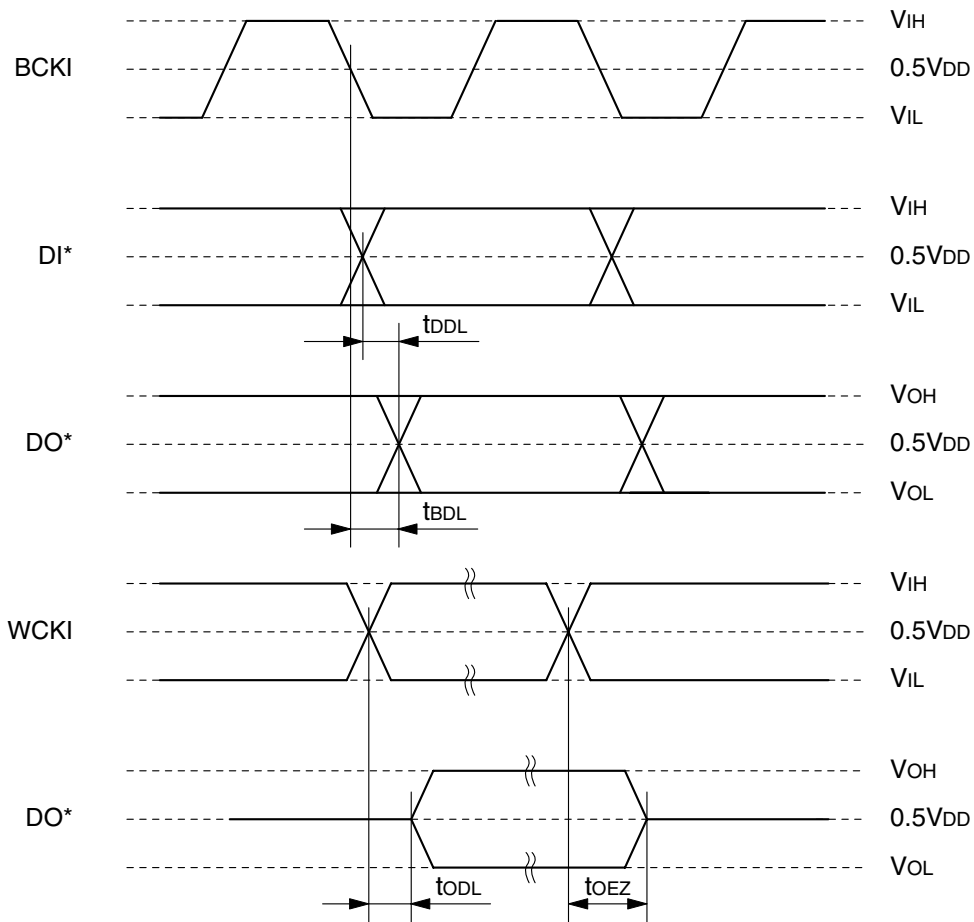 VIH
BCKI 0.5VDD
VIL
VIH
DI* 0.5VDD
VIL
tDDL
VOH
DO* 0.5VDD
VOL
tBDL
VIH
WCKI 0.5VDD
VIL
VOH
DO* 0.5VDD
VOL
tODL tOEZ